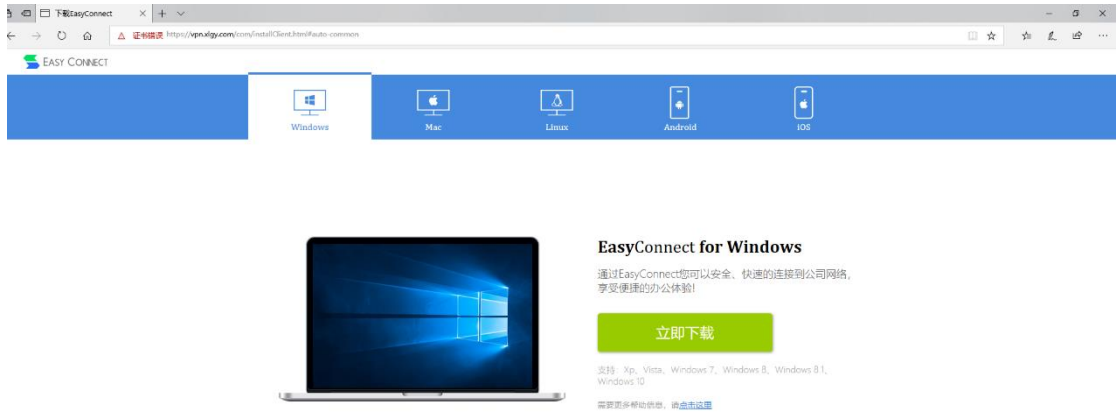 下载EasyConnect
证书错误 https://vpn.xlgy.com/com/installClient.html#auto-common
EASY CONNECT
Windows
Mac
Linux
Android
iOS
EasyConnect for Windows
通过EasyConnect您可以安全、快速的连接到公司网络，
享受便捷的办公体验!
立即下载
支持：Xp、Vista、Windows 7、Windows 8、Windows 8.1、
Windows 10
需要更多帮助信息，请点击这里